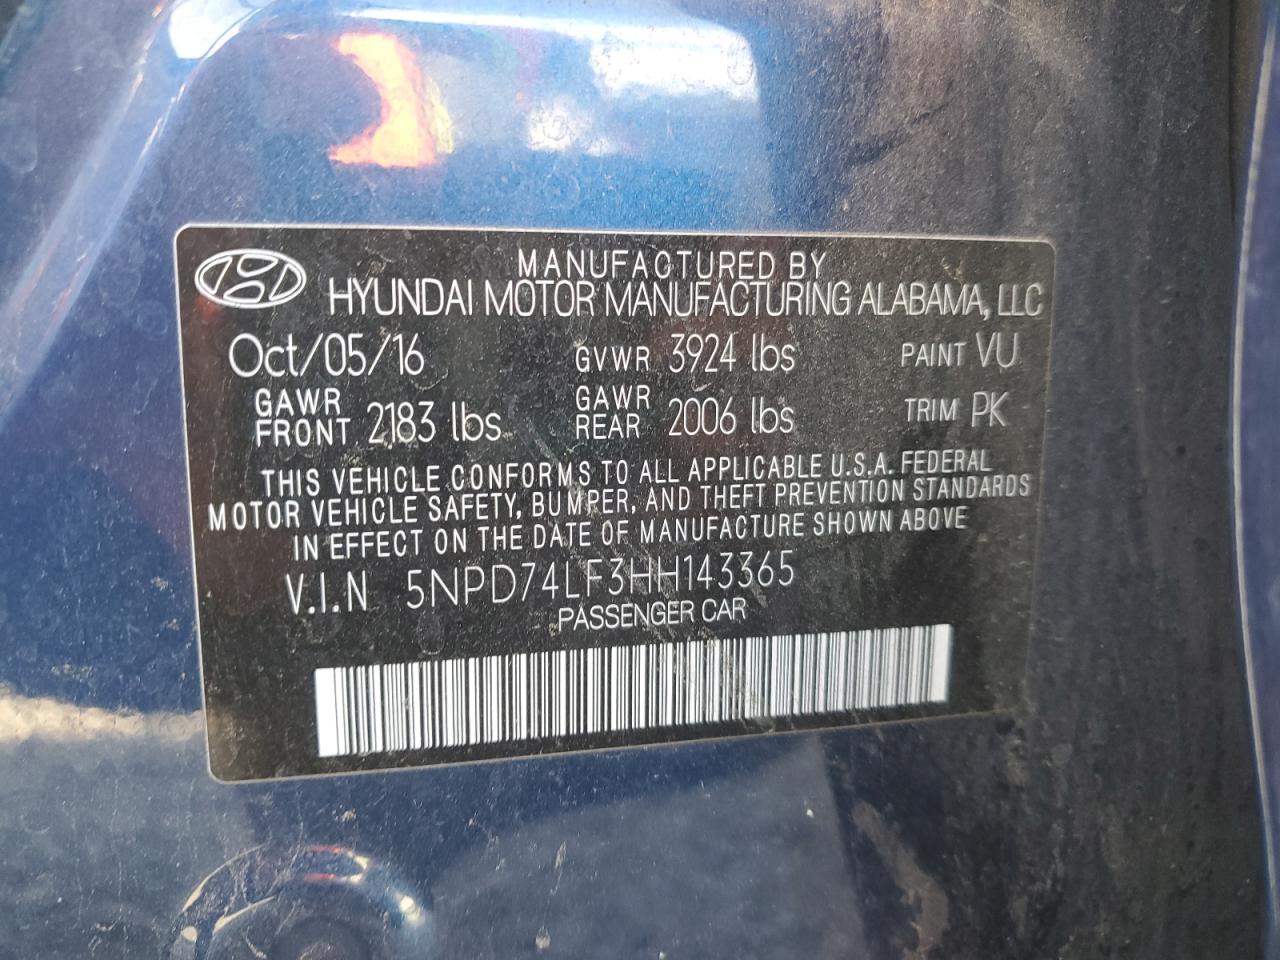 MANUFACTURED BY
HYUNDAI MOTOR MANUFACTURING ALABAMA, LLC
Oct/05/16 GVWR 3924 lbs PAINT VU
GAWR FRONT 2183 lbs GAWR REAR 2006 lbs TRIM PK
THIS VEHICLE CONFORMS TO ALL APPLICABLE U.S.A. FEDERAL
MOTOR VEHICLE SAFETY, BUMPER, AND THEFT PREVENTION STANDARDS
IN EFFECT ON THE DATE OF MANUFACTURE SHOWN ABOVE
V.I.N 5NPD74LF3HH143365
PASSENGER CAR